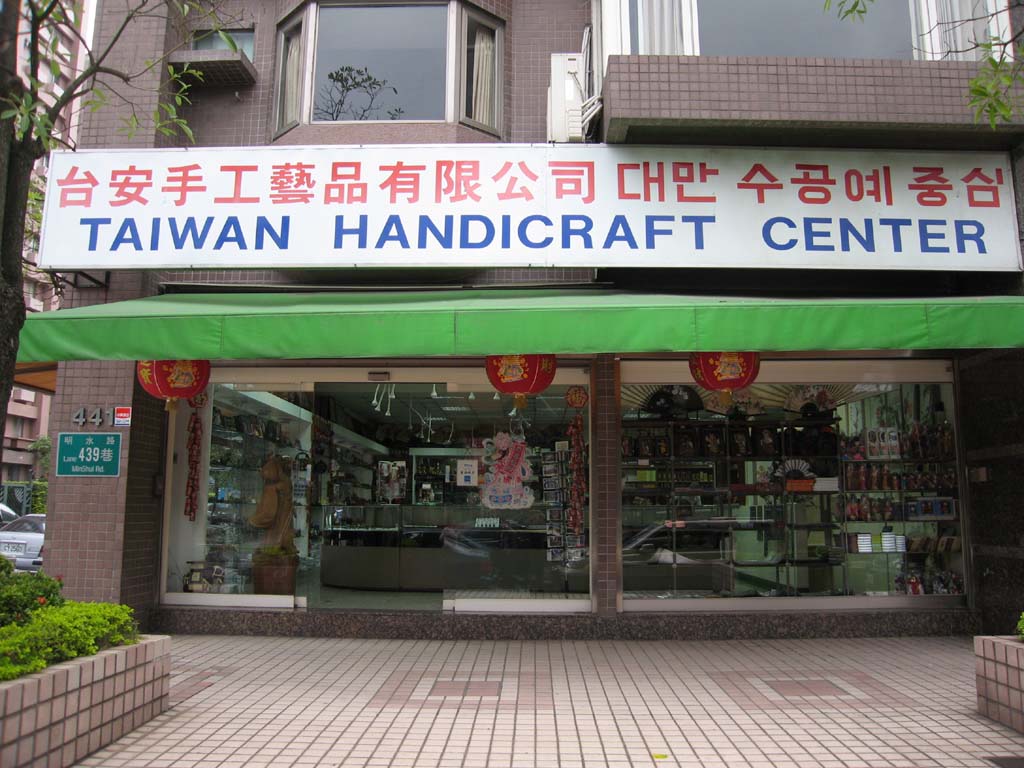 台安手工藝品有限公司 대만 수공예 중심
TAIWAN HANDICRAFT CENTER
441
明水路
Lane 439巷
MinShui Rd.
福